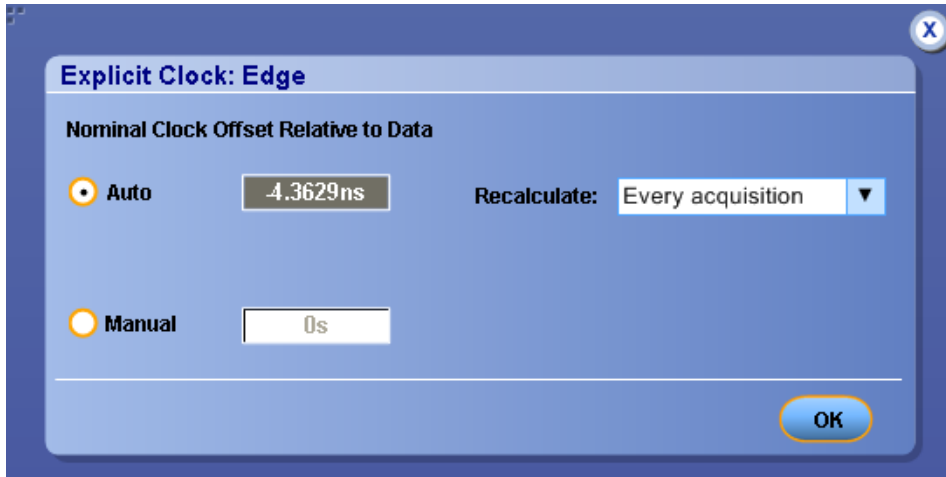 X
Explicit Clock: Edge
Nominal Clock Offset Relative to Data
Auto
-4.3629ns
Recalculate:
Every acquisition
Manual
0s
OK